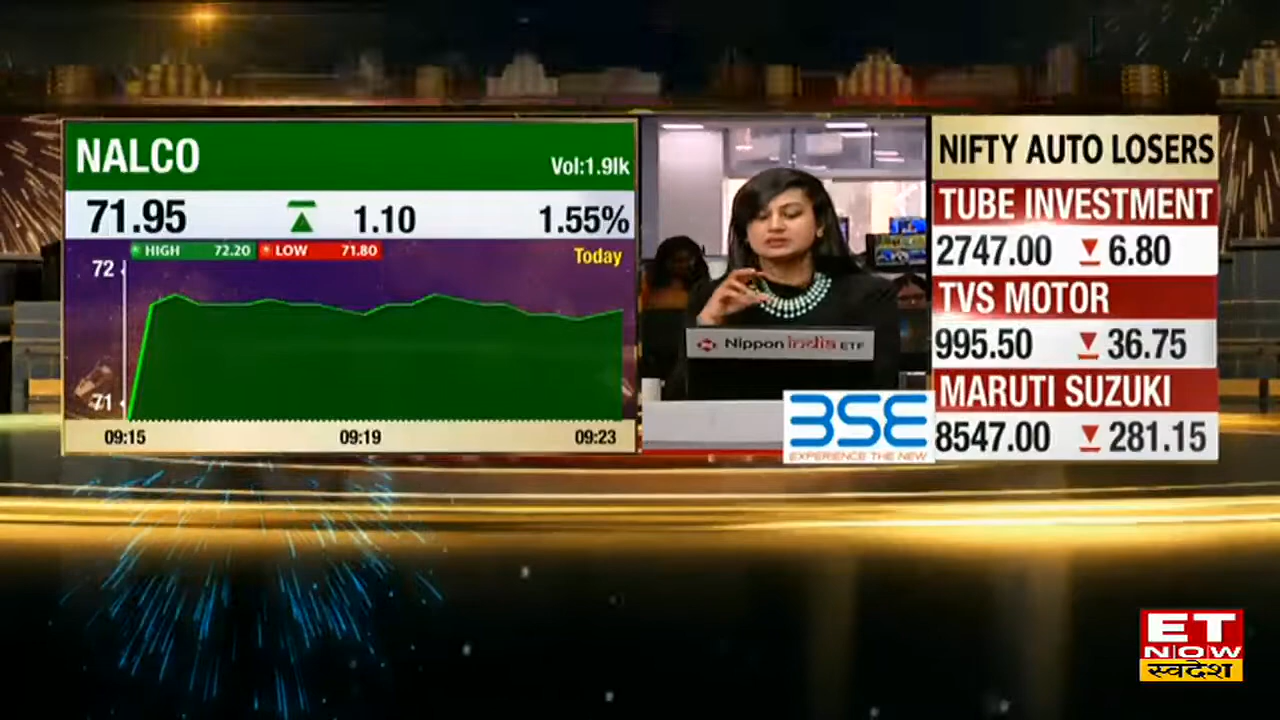 NALCO
Vol:1.9lk
71.95 1.10 1.55%
HIGH 72.20 LOW 71.80
Today
72
71
09:15 09:19 09:23
Nippon india ETF
BSE
EXPERIENCE THE NEW
NIFTY AUTO LOSERS
TUBE INVESTMENT
2747.00 6.80
TVS MOTOR
995.50 36.75
MARUTI SUZUKI
8547.00 281.15
ET
NOW
स्वदेश